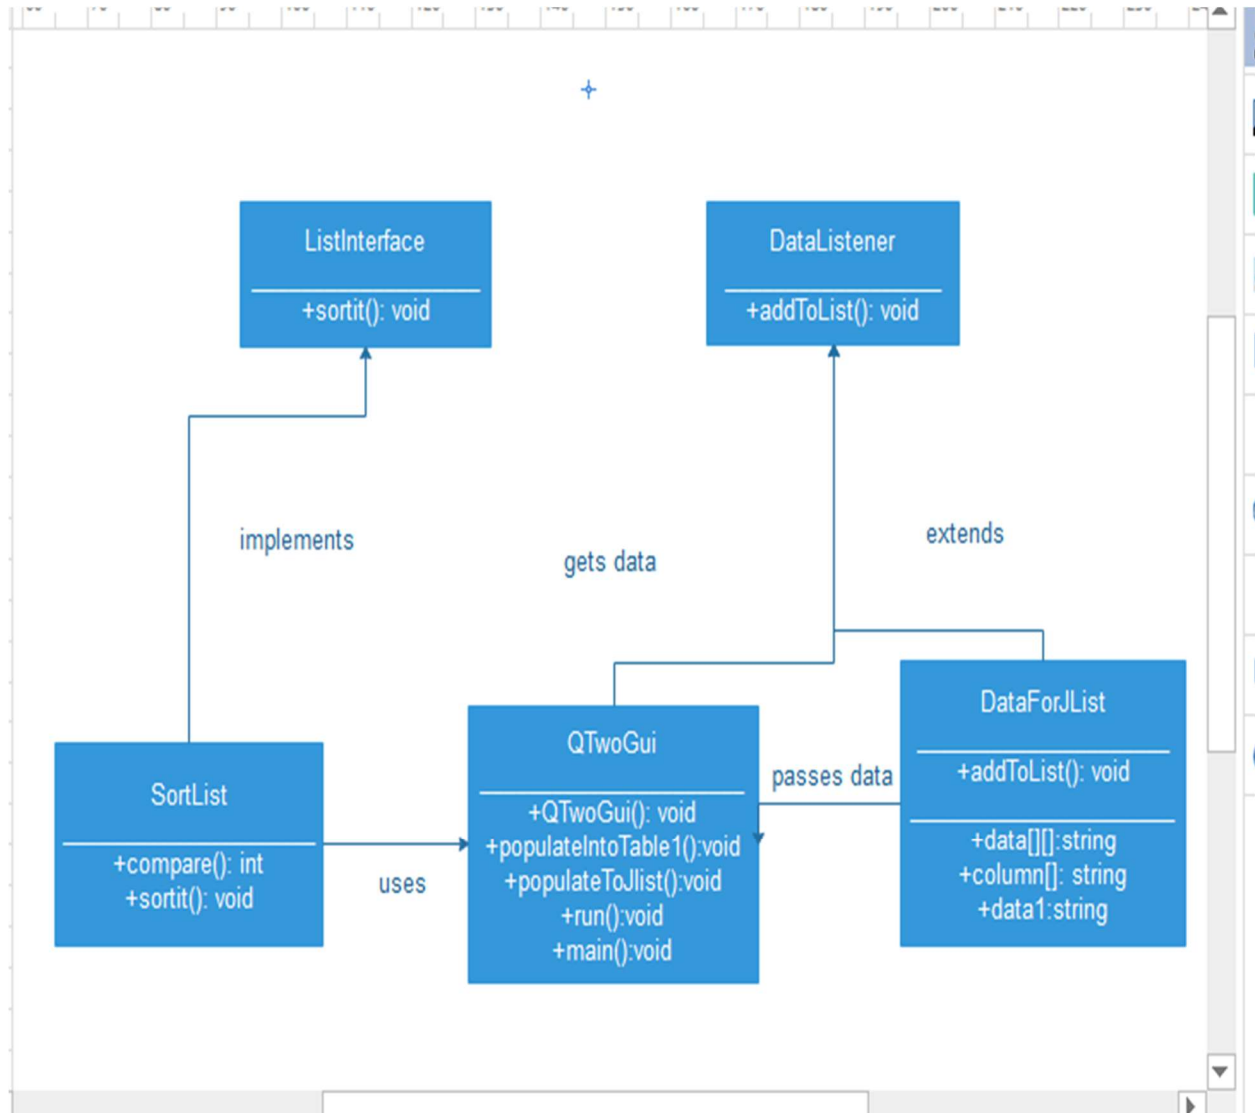 ListInterface
+sortit(): void
DataListener
+addToList(): void
implements
gets data
extends
SortList
+compare(): int
+sortit(): void
uses
QTwoGui
+QTwoGui(): void
+populateIntoTable1():void
+populateToJlist():void
+run():void
+main():void
passes data
DataForJList
+addToList(): void
+data[][]:string
+column[]: string
+data1:string